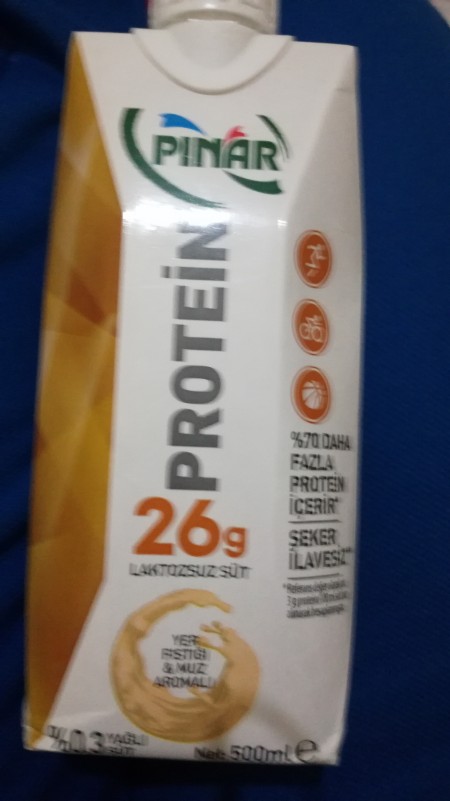 PINAR
PROTEİN
26g
LAKTOZSUZ SÜT
YER
FISTIĞI
& MUZ
AROMALI
%70 DAHA
FAZLA
PROTEİN
İÇERİR*
ŞEKER
İLAVESİZ**
%0.3 YAĞLI
SÜT
Net: 500ml e